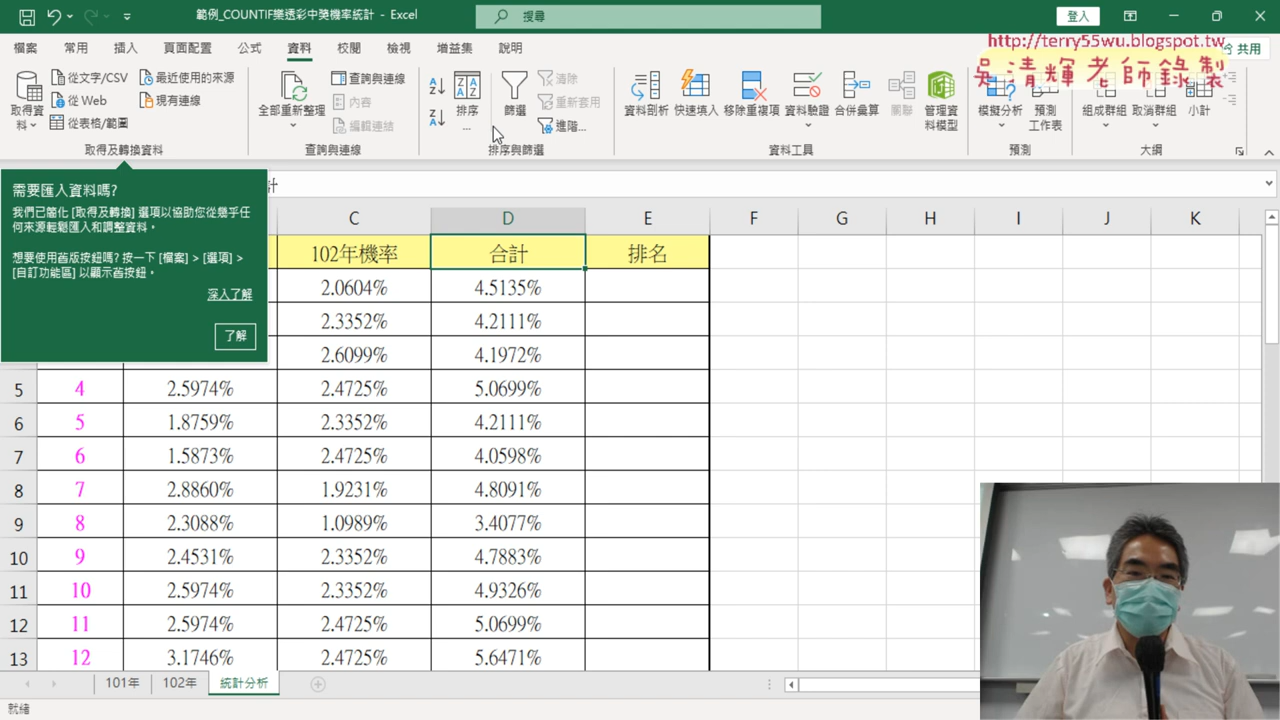 範例_COUNTIF樂透彩中獎機率統計 - Excel
搜尋
登入
http://terry55wu.blogspot.tw
吳清輝老師錄製
檔案 常用 插入 頁面配置 公式 資料 校閱 檢視 增益集 說明
共用
取得資料
從文字/CSV
從 Web
從表格/範圍
最近使用的來源
現有連線
取得及轉換資料
全部重新整理
查詢與連線
內容
編輯連結
查詢與連線
排序...
篩選
清除
重新套用
進階...
排序與篩選
資料剖析 快速填入 移除重複項 資料驗證 合併彙算 關聯 管理資料模型
資料工具
模擬分析 預測工作表
預測
組成群組 取消群組 小計
大綱
需要匯入資料嗎?
我們已簡化 [取得及轉換] 選項以協助您從幾乎任
何來源輕鬆匯入和調整資料。
想要使用舊版按鈕嗎? 按一下 [檔案] > [選項] >
[自訂功能區] 以顯示舊按鈕。
深入了解
了解
計
C D E F G H I J K
102年機率 合計 排名
2.0604% 4.5135%
2.3352% 4.2111%
2.6099% 4.1972%
5 4 2.5974% 2.4725% 5.0699%
6 5 1.8759% 2.3352% 4.2111%
7 6 1.5873% 2.4725% 4.0598%
8 7 2.8860% 1.9231% 4.8091%
9 8 2.3088% 1.0989% 3.4077%
10 9 2.4531% 2.3352% 4.7883%
11 10 2.5974% 2.3352% 4.9326%
12 11 2.5974% 2.4725% 5.0699%
13 12 3.1746% 2.4725% 5.6471%
101年 102年 統計分析
就緒